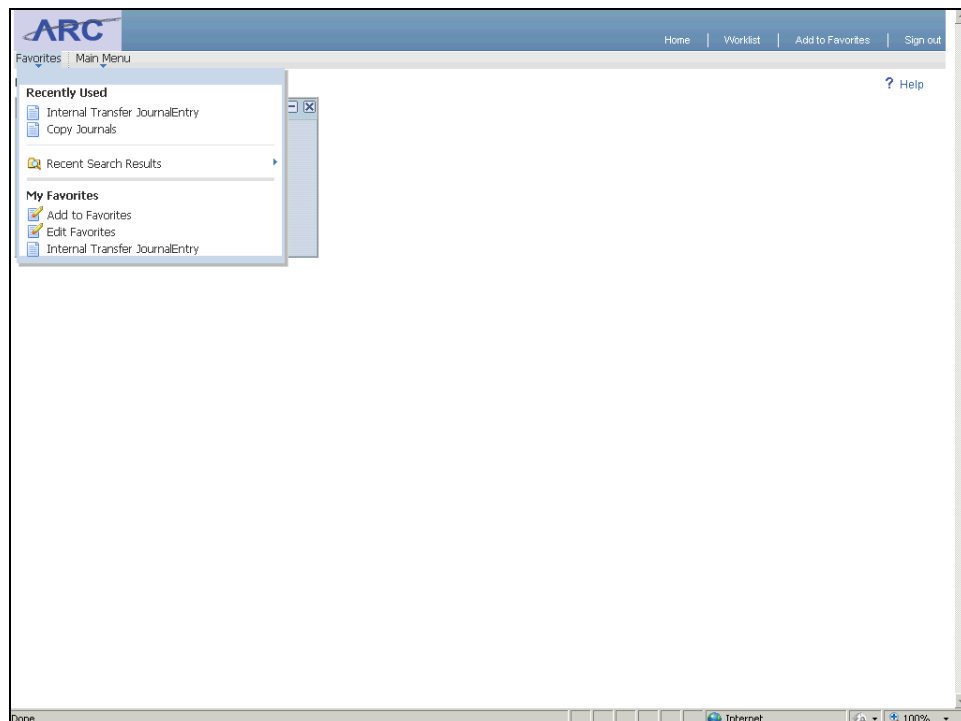 ARC
Home | Worklist | Add to Favorites | Sign out
Favorites Main Menu
? Help
Recently Used
Internal Transfer JournalEntry
Copy Journals
Recent Search Results
My Favorites
Add to Favorites
Edit Favorites
Internal Transfer JournalEntry
Done Internet 100%